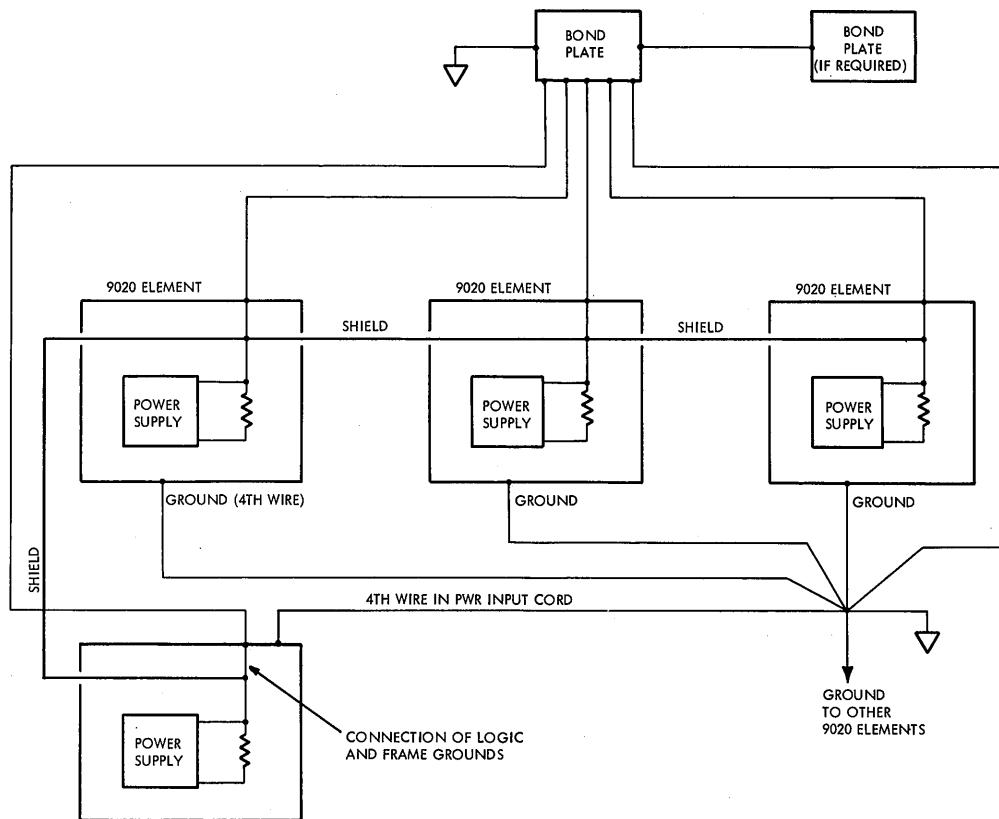 BOND
PLATE
BOND
PLATE
(IF REQUIRED)
9020 ELEMENT
9020 ELEMENT
9020 ELEMENT
SHIELD
SHIELD
POWER
SUPPLY
POWER
SUPPLY
POWER
SUPPLY
GROUND (4TH WIRE)
GROUND
GROUND
SHIELD
4TH WIRE IN PWR INPUT CORD
GROUND
TO OTHER
9020 ELEMENTS
POWER
SUPPLY
CONNECTION OF LOGIC
AND FRAME GROUNDS